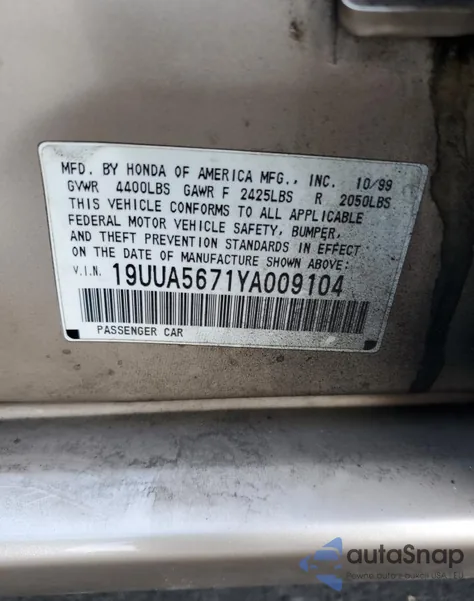 MFD. BY HONDA OF AMERICA MFG., INC. 10/99
GVWR 4400LBS GAWR F 2425LBS R 2050LBS
THIS VEHICLE CONFORMS TO ALL APPLICABLE
FEDERAL MOTOR VEHICLE SAFETY, BUMPER,
AND THEFT PREVENTION STANDARDS IN EFFECT
ON THE DATE OF MANUFACTURE SHOWN ABOVE:
V.I.N. 19UUA5671YA009104
PASSENGER CAR
autoSnap